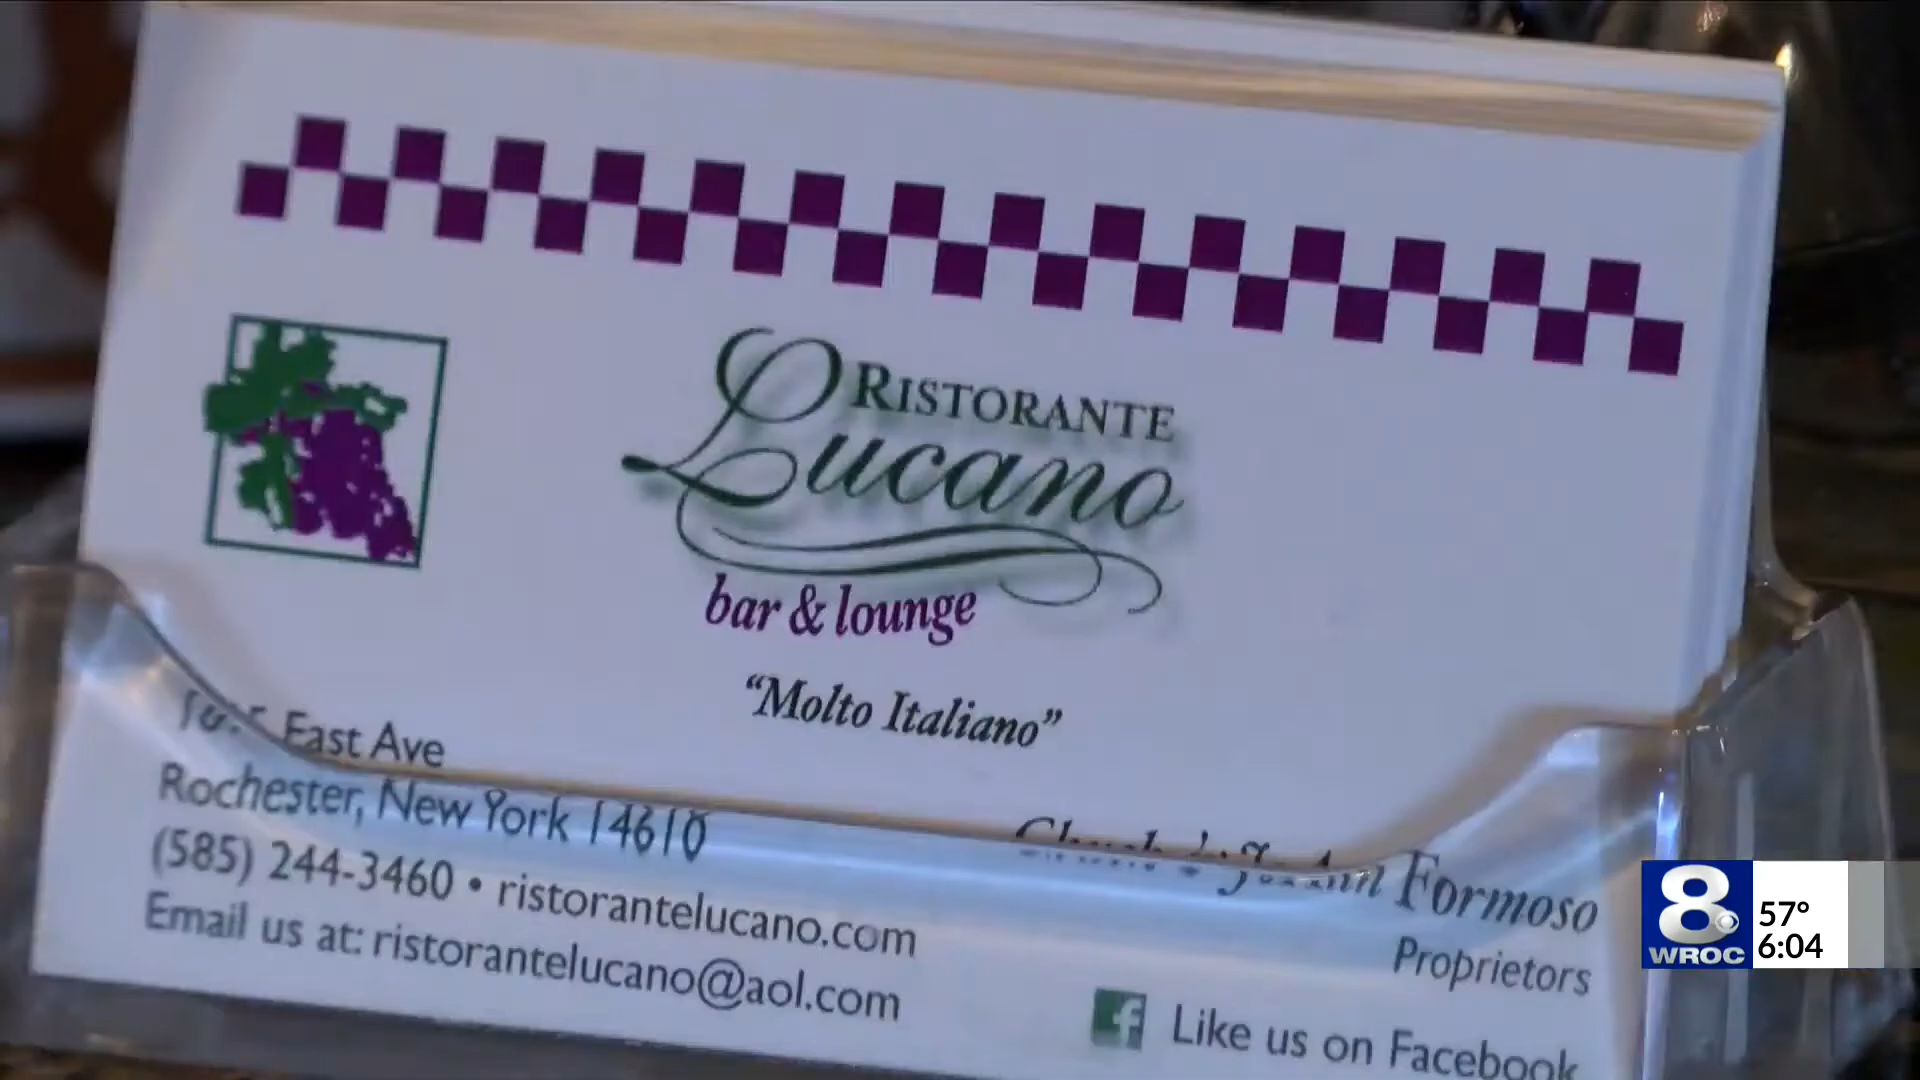 RISTORANTE
Lucano
bar & lounge
“Molto Italiano”
East Ave
Rochester, New York 14610
(585) 244-3460 • ristorantelucano.com
Email us at: ristorantelucano@aol.com
Formoso
Proprietors
Like us on Facebook
8
WROC
57°
6:04